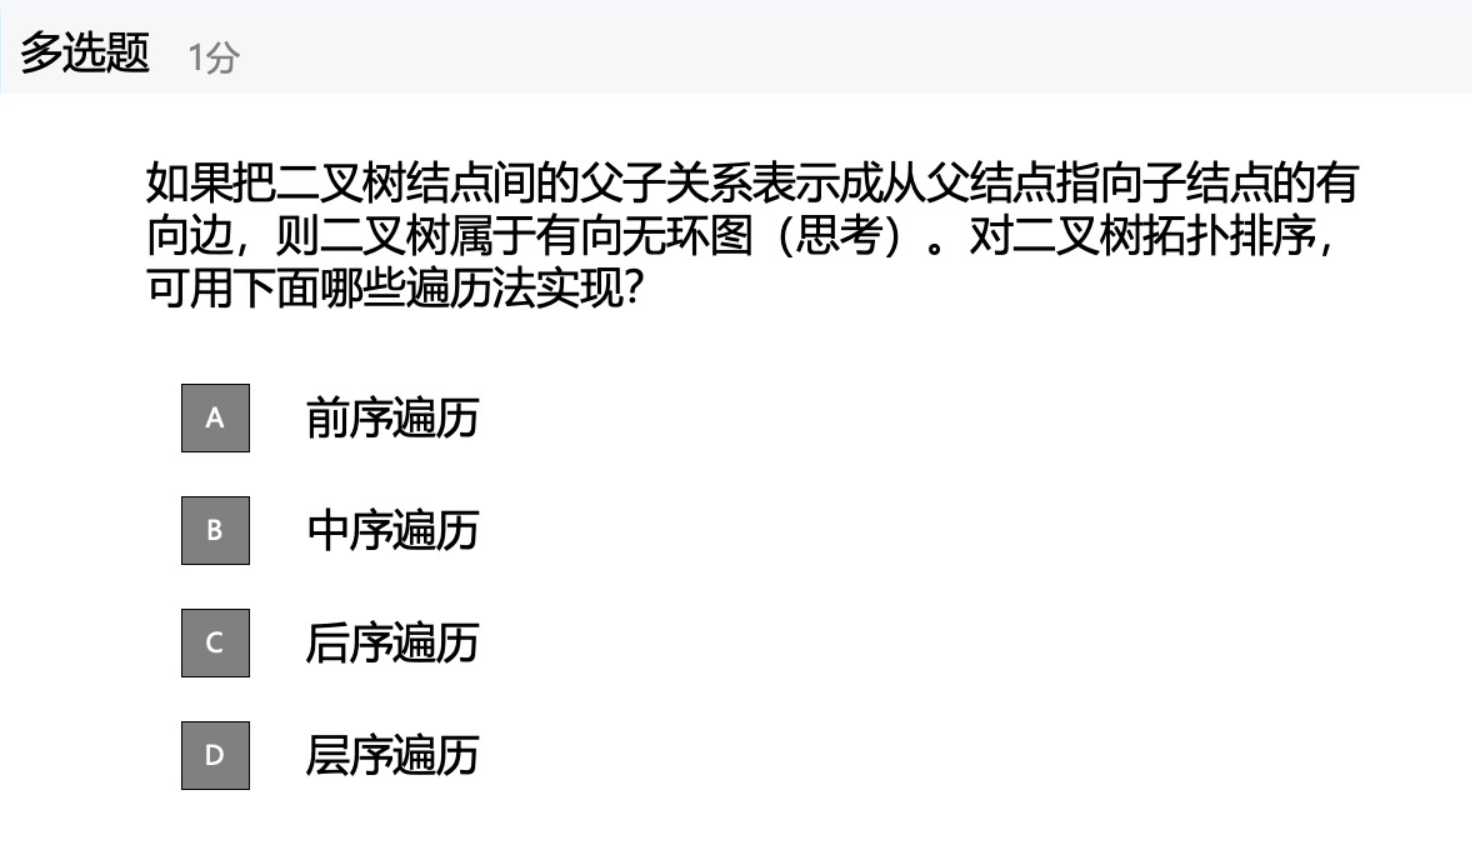 多选题 1分
如果把二叉树结点间的父子关系表示成从父结点指向子结点的有
向边，则二叉树属于有向无环图（思考）。对二叉树拓扑排序，
可用下面哪些遍历法实现？
A 前序遍历
B 中序遍历
C 后序遍历
D 层序遍历